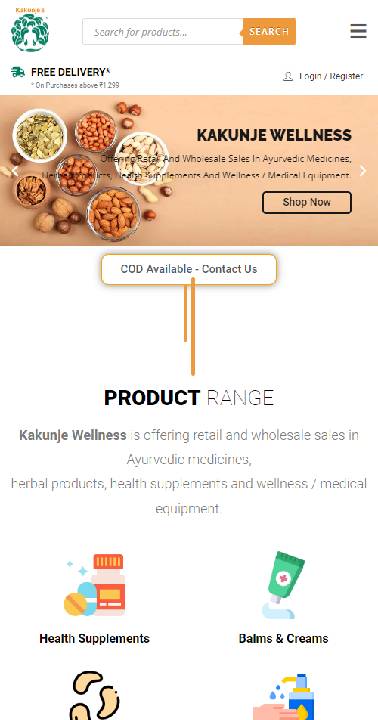 Kakunje's
Search for products...
SEARCH
FREE DELIVERY*
* On Purchases above ₹1,299
Login / Register
KAKUNJE WELLNESS
Offering Retail And Wholesale Sales In Ayurvedic Medicines,
Herbal Products, Health Supplements And Wellness / Medical Equipment.
Shop Now
COD Available - Contact Us
PRODUCT RANGE
Kakunje Wellness is offering retail and wholesale sales in
Ayurvedic medicines,
herbal products, health supplements and wellness / medical
equipment.
Health Supplements
Balms & Creams